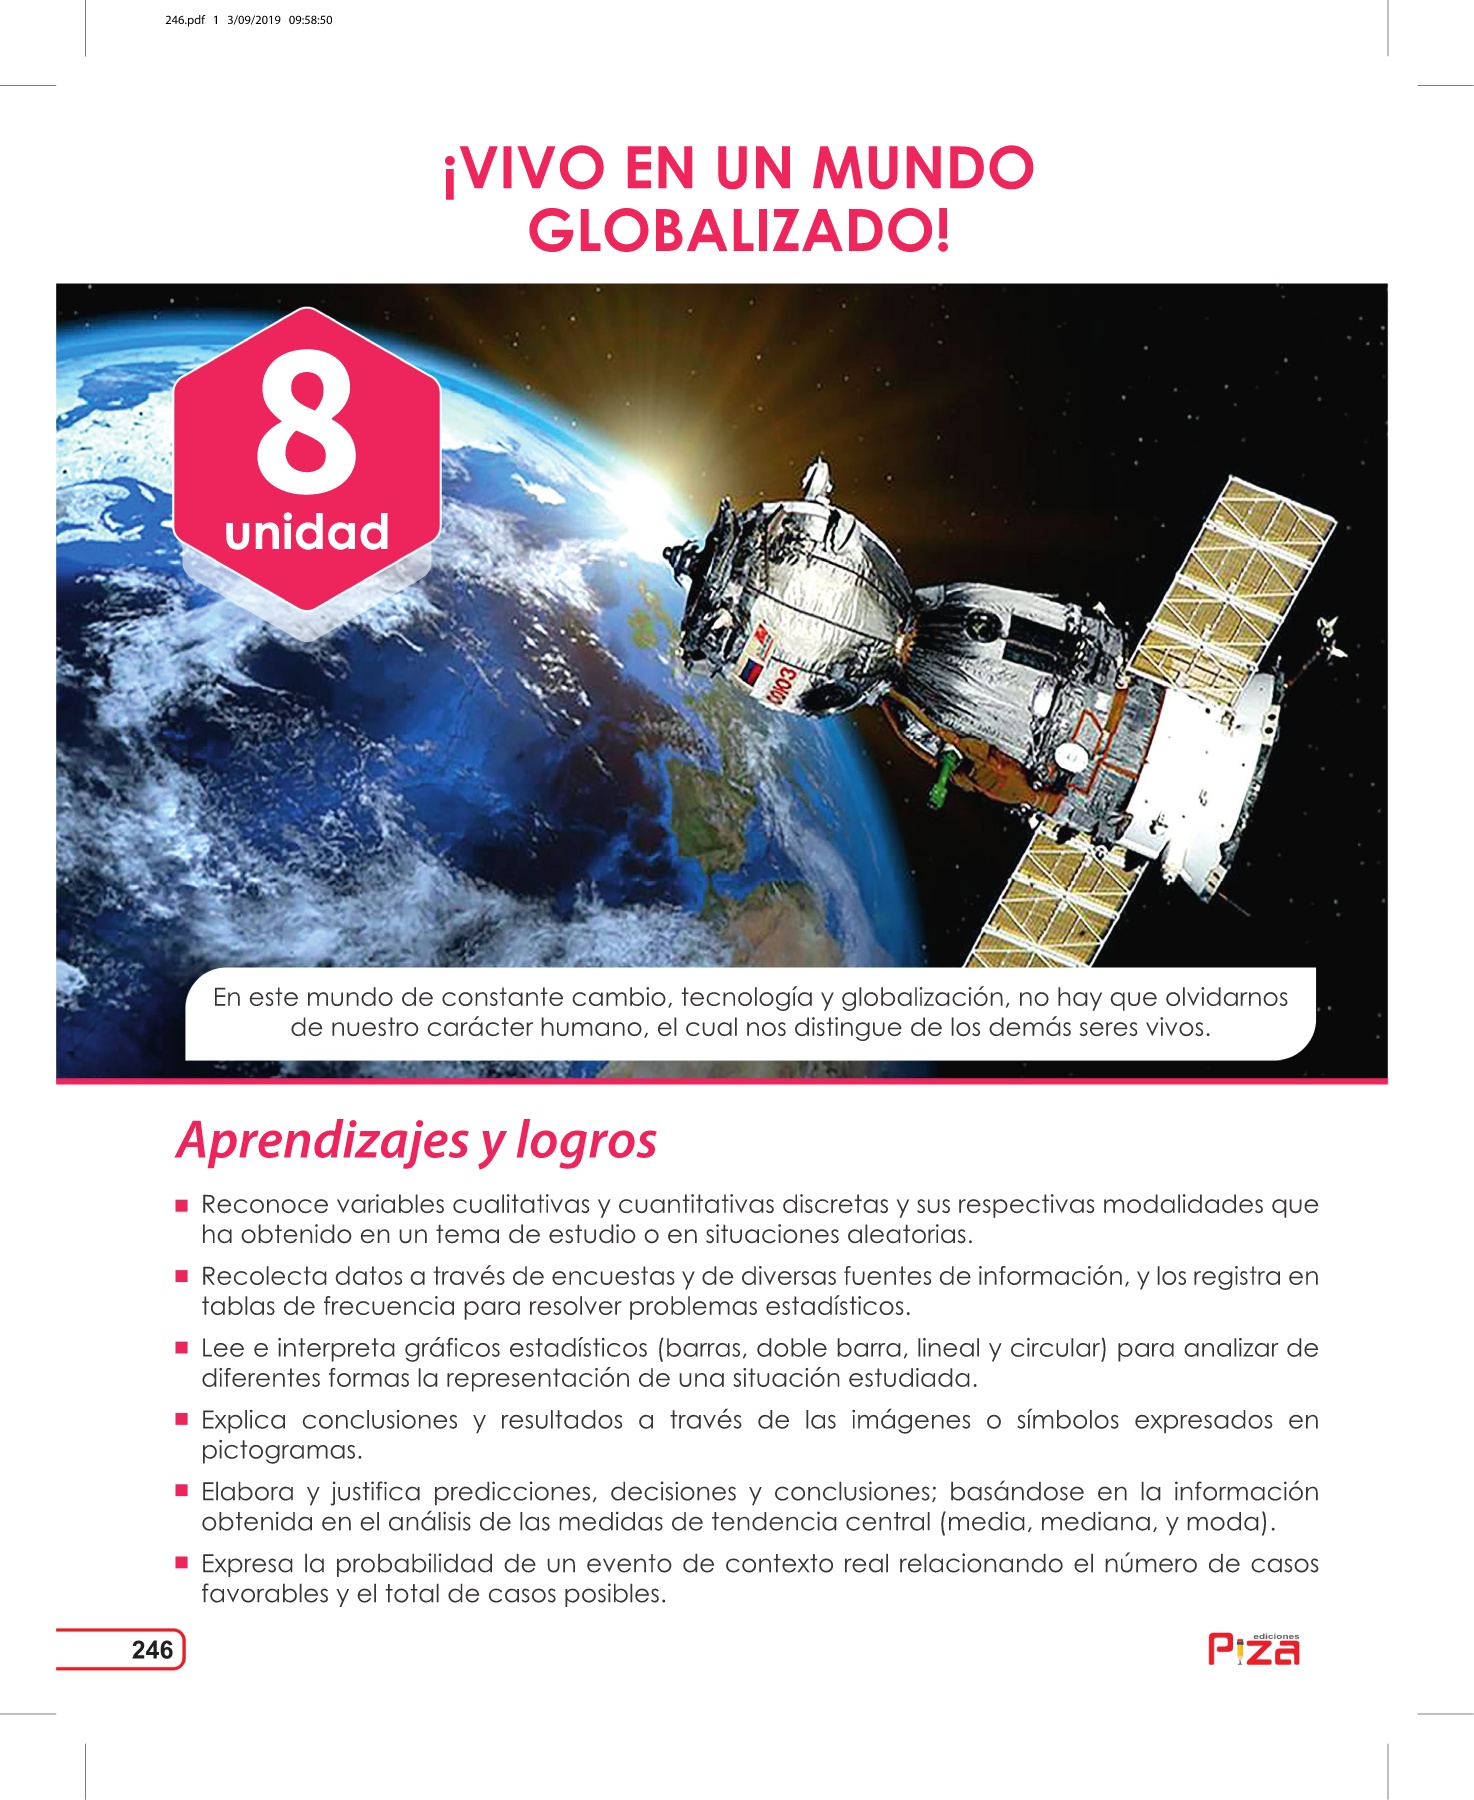 246.pdf 1 3/09/2019 09:58:50
¡VIVO EN UN MUNDO
GLOBALIZADO!
8
unidad
СОЮЗ
En este mundo de constante cambio, tecnología y globalización, no hay que olvidarnos
de nuestro carácter humano, el cual nos distingue de los demás seres vivos.
Aprendizajes y logros
Reconoce variables cualitativas y cuantitativas discretas y sus respectivas modalidades que
ha obtenido en un tema de estudio o en situaciones aleatorias.
Recolecta datos a través de encuestas y de diversas fuentes de información, y los registra en
tablas de frecuencia para resolver problemas estadísticos.
Lee e interpreta gráficos estadísticos (barras, doble barra, lineal y circular) para analizar de
diferentes formas la representación de una situación estudiada.
Explica conclusiones y resultados a través de las imágenes o símbolos expresados en
pictogramas.
Elabora y justifica predicciones, decisiones y conclusiones; basándose en la información
obtenida en el análisis de las medidas de tendencia central (media, mediana, y moda).
Expresa la probabilidad de un evento de contexto real relacionando el número de casos
favorables y el total de casos posibles.
246
ediciones
Piza